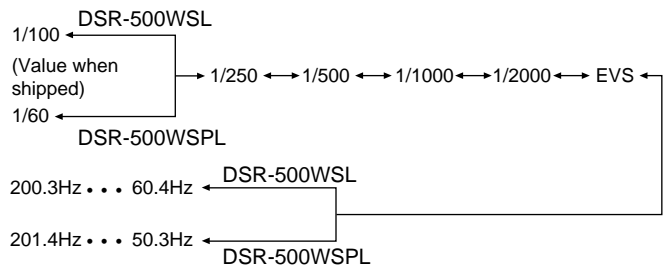 DSR-500WSL
1/100
(Value when
shipped)
1/250 1/500 1/1000 1/2000 EVS
1/60
DSR-500WSPL
DSR-500WSL
200.3Hz • • • 60.4Hz
201.4Hz • • • 50.3Hz
DSR-500WSPL